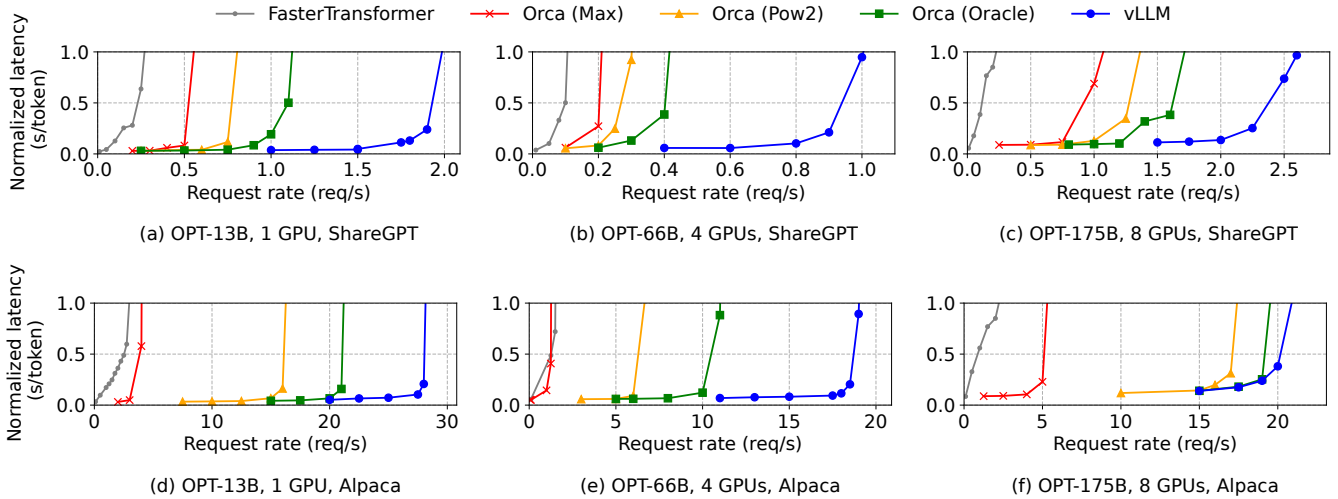 FasterTransformer Orca (Max) Orca (Pow2) Orca (Oracle) vLLM
Normalized latency
(s/token)
1.0
0.5
0.0
0.0 0.5 1.0 1.5 2.0
Request rate (req/s)
(a) OPT-13B, 1 GPU, ShareGPT
1.0
0.5
0.0
0.0 0.2 0.4 0.6 0.8 1.0
Request rate (req/s)
(b) OPT-66B, 4 GPUs, ShareGPT
1.0
0.5
0.0
0.0 0.5 1.0 1.5 2.0 2.5
Request rate (req/s)
(c) OPT-175B, 8 GPUs, ShareGPT
Normalized latency
(s/token)
1.0
0.5
0.0
0 10 20 30
Request rate (req/s)
(d) OPT-13B, 1 GPU, Alpaca
1.0
0.5
0.0
0 5 10 15 20
Request rate (req/s)
(e) OPT-66B, 4 GPUs, Alpaca
1.0
0.5
0.0
0 5 10 15 20
Request rate (req/s)
(f) OPT-175B, 8 GPUs, Alpaca